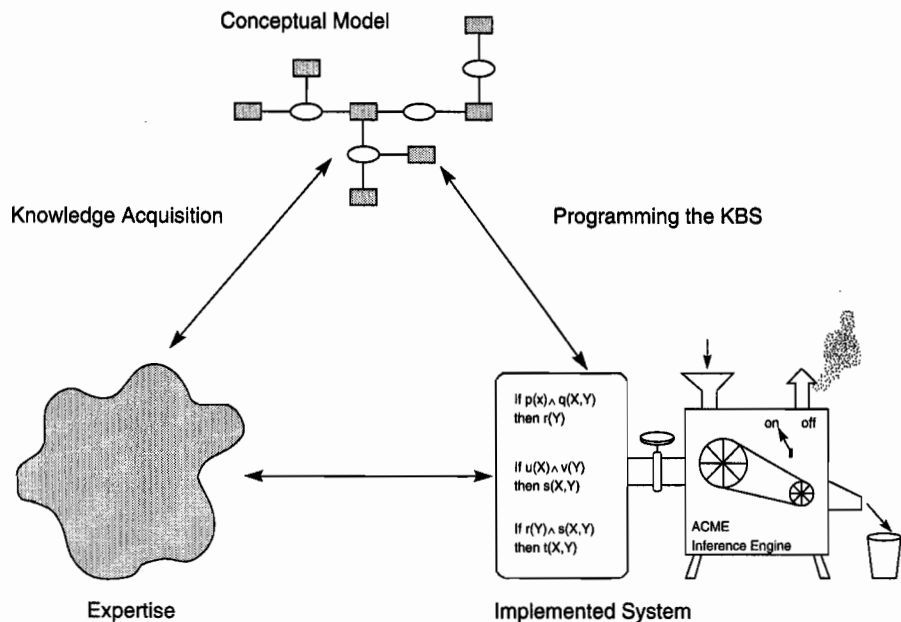 Conceptual Model
Knowledge Acquisition
Programming the KBS
if p(x) ∧ q(X,Y)
then r(Y)
if u(X) ∧ v(Y)
then s(X,Y)
If r(Y) ∧ s(X,Y)
then t(X,Y)
on off
ACME
Inference Engine
Expertise
Implemented System